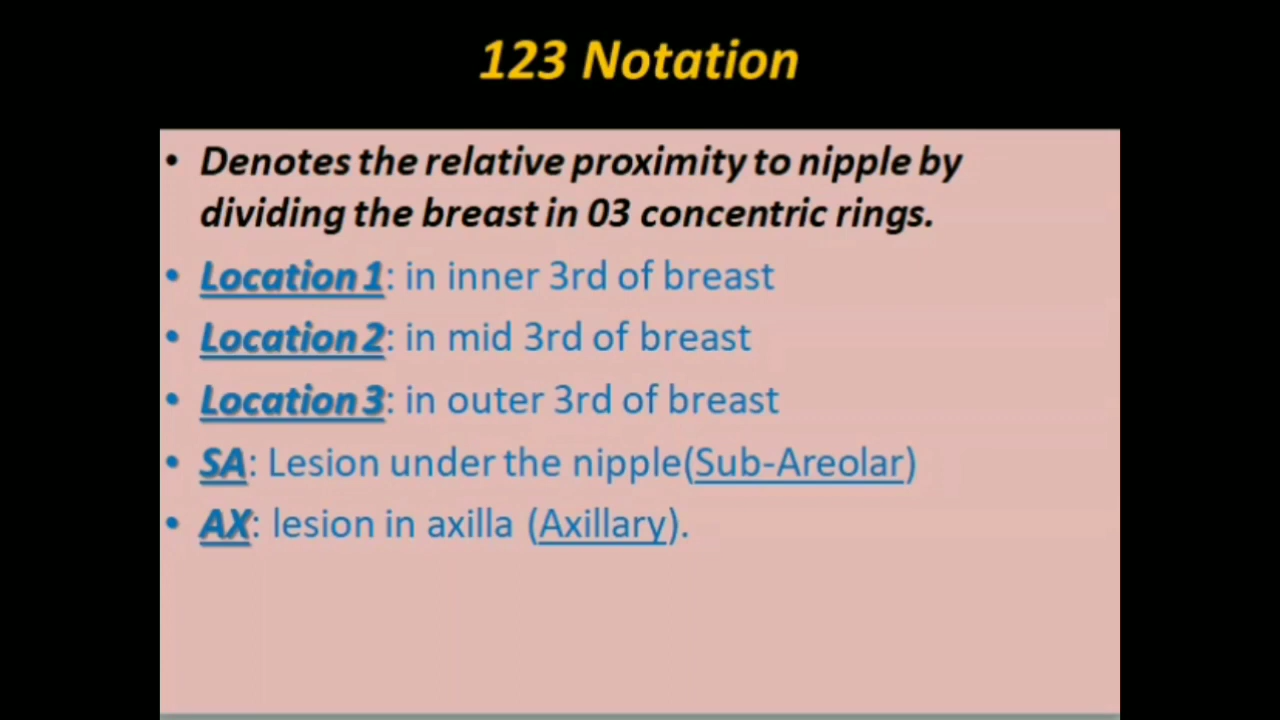 123 Notation
• Denotes the relative proximity to nipple by
dividing the breast in 03 concentric rings.
• Location 1: in inner 3rd of breast
• Location 2: in mid 3rd of breast
• Location 3: in outer 3rd of breast
• SA: Lesion under the nipple(Sub-Areolar)
• AX: lesion in axilla (Axillary).